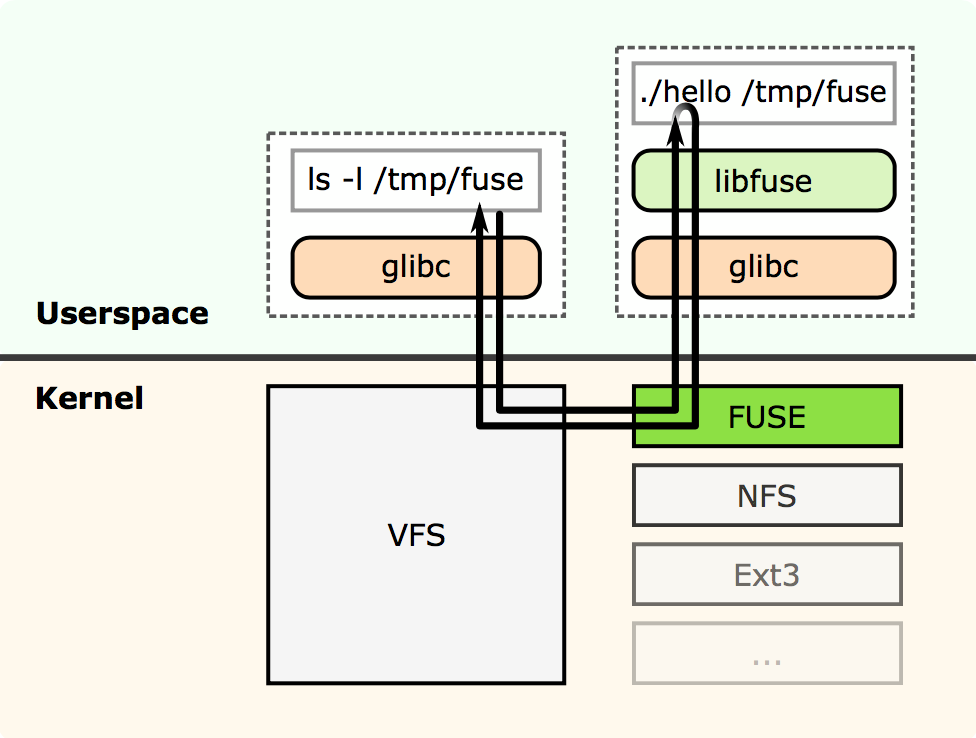 ./hello /tmp/fuse
ls -l /tmp/fuse
libfuse
glibc
glibc
Userspace
Kernel
FUSE
NFS
VFS
Ext3
...